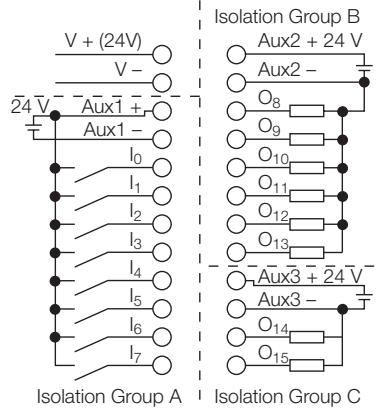 Isolation Group B
V + (24V)
V –
24 V
Aux1 +
Aux1 –
I0
I1
I2
I3
I4
I5
I6
I7
Isolation Group A
Aux2 + 24 V
Aux2 –
O8
O9
O10
O11
O12
O13
Aux3 + 24 V
Aux3 –
O14
O15
Isolation Group C